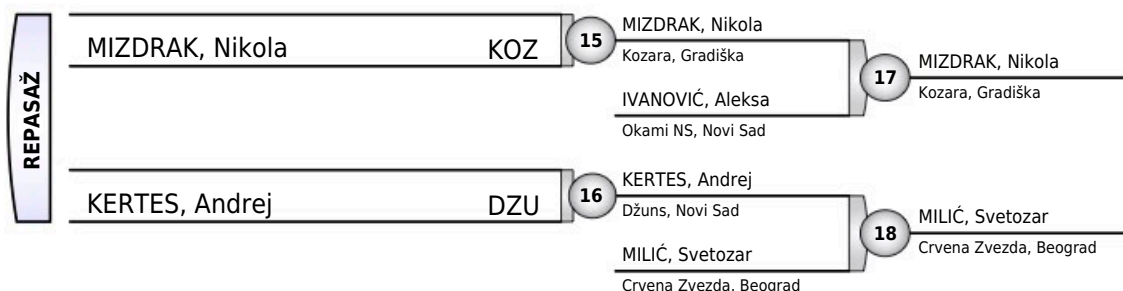 REPASAŽ
MIZDRAK, Nikola KOZ
15
MIZDRAK, Nikola
Kozara, Gradiška
IVANOVIĆ, Aleksa
Okami NS, Novi Sad
17
MIZDRAK, Nikola
Kozara, Gradiška
KERTES, Andrej DZU
16
KERTES, Andrej
Džuns, Novi Sad
MILIĆ, Svetozar
Crvena Zvezda, Beograd
18
MILIĆ, Svetozar
Crvena Zvezda, Beograd